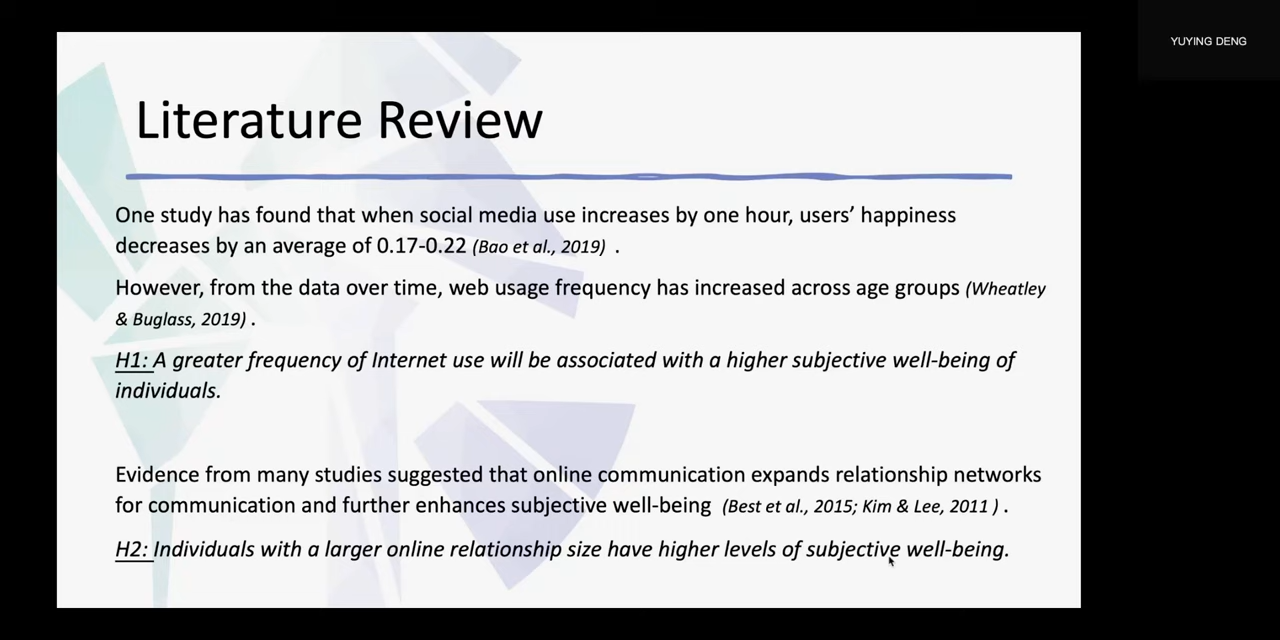 YUYING DENG
Literature Review
One study has found that when social media use increases by one hour, users’ happiness
decreases by an average of 0.17-0.22 (Bao et al., 2019) .
However, from the data over time, web usage frequency has increased across age groups (Wheatley
& Buglass, 2019) .
H1: A greater frequency of Internet use will be associated with a higher subjective well-being of
individuals.
Evidence from many studies suggested that online communication expands relationship networks
for communication and further enhances subjective well-being (Best et al., 2015; Kim & Lee, 2011 ) .
H2: Individuals with a larger online relationship size have higher levels of subjective well-being.